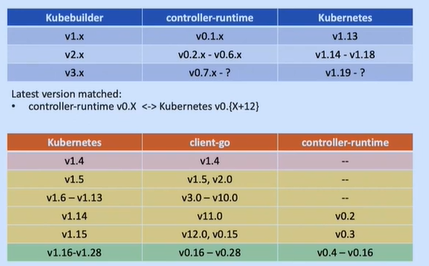 Kubebuilder controller-runtime Kubernetes
v1.x v0.1.x v1.13
v2.x v0.2.x - v0.6.x v1.14 - v1.18
v3.x v0.7.x - ? v1.19 - ?
Latest version matched:
• controller-runtime v0.X <-> Kubernetes v0.{X+12}
Kubernetes client-go controller-runtime
v1.4 v1.4 --
v1.5 v1.5, v2.0 --
v1.6 – v1.13 v3.0 – v10.0 --
v1.14 v11.0 v0.2
v1.15 v12.0, v0.15 v0.3
v1.16-v1.28 v0.16 – v0.28 v0.4 – v0.16